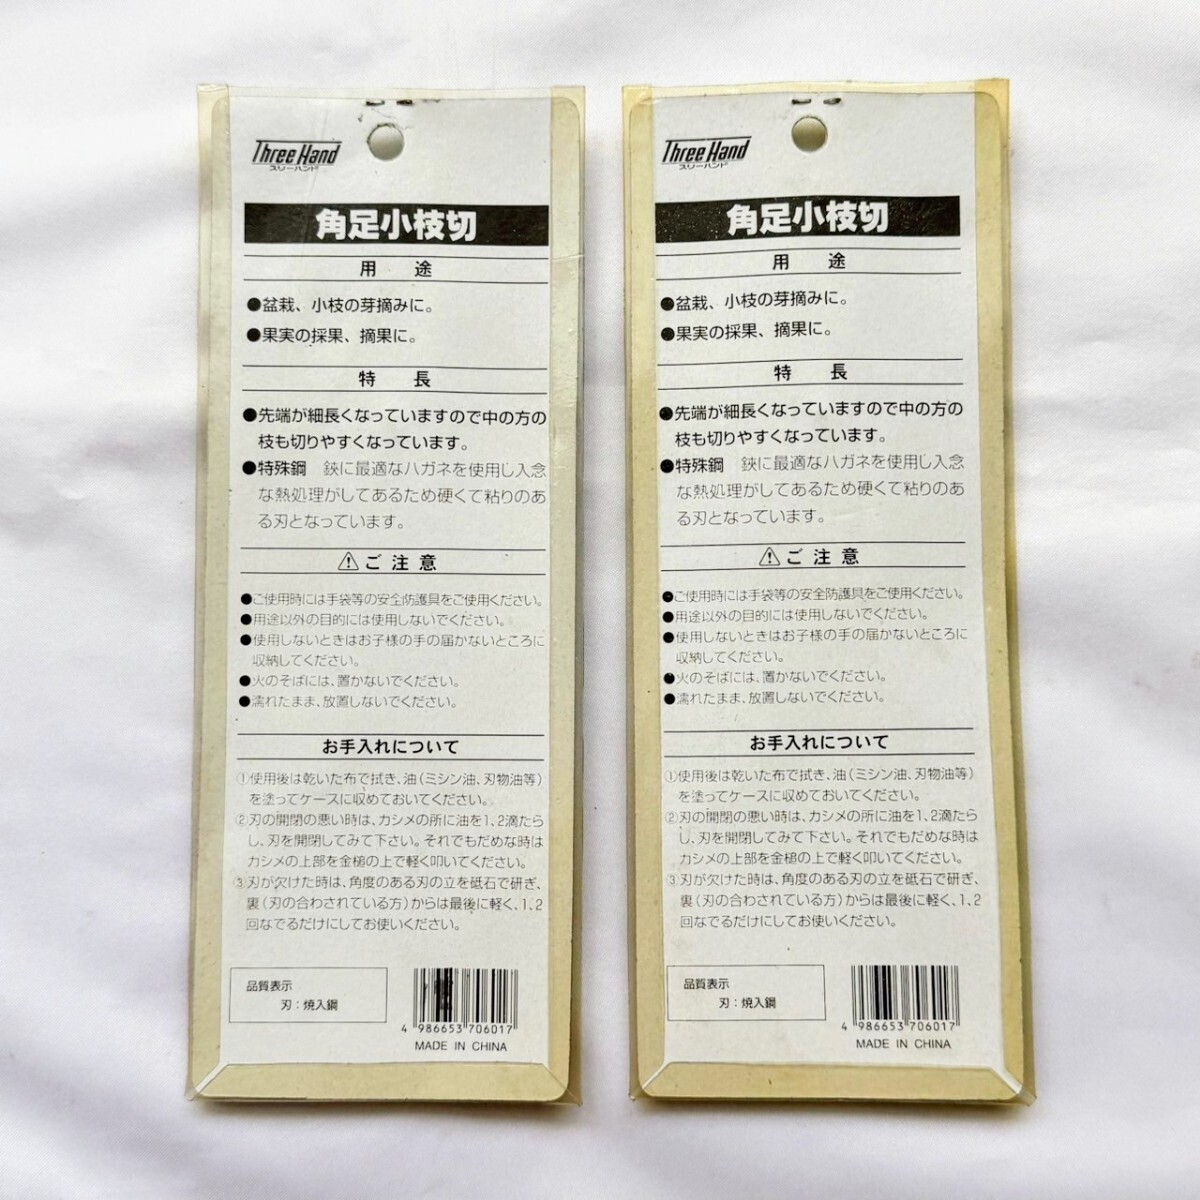 Three Hand
スリーハンド
角足小枝切
用　途
●盆栽、小枝の芽摘みに。
●果実の採果、摘果に。
特　長
●先端が細長くなっていますので中の方の
枝も切りやすくなっています。
●特殊鋼　鋏に最適なハガネを使用し入念
な熱処理がしてあるため硬くて粘りのあ
る刃となっています。
⚠ご注意
●ご使用時には手袋等の安全防護具をご使用ください。
●用途以外の目的には使用しないでください。
●使用しないときはお子様の手の届かないところに
収納してください。
●火のそばには、置かないでください。
●濡れたまま、放置しないでください。
お手入れについて
①使用後は乾いた布で拭き、油（ミシン油、刃物油等）
を塗ってケースに収めておいてください。
②刃の開閉の悪い時は、カシメの所に油を1、2滴たら
し、刃を開閉してみて下さい。それでもだめな時は
カシメの上部を金槌の上で軽く叩いてください。
③刃が欠けた時は、角度のある刃の立を砥石で研ぎ、
裏（刃の合わされている方）からは最後に軽く、1、2
回なでるだけにしてお使いください。
品質表示
刃：焼入鋼
4 986653 706017
MADE IN CHINA
Three Hand
スリーハンド
角足小枝切
用　途
●盆栽、小枝の芽摘みに。
●果実の採果、摘果に。
特　長
●先端が細長くなっていますので中の方の
枝も切りやすくなっています。
●特殊鋼　鋏に最適なハガネを使用し入念
な熱処理がしてあるため硬くて粘りのあ
る刃となっています。
⚠ご注意
●ご使用時には手袋等の安全防護具をご使用ください。
●用途以外の目的には使用しないでください。
●使用しないときはお子様の手の届かないところに
収納してください。
●火のそばには、置かないでください。
●濡れたまま、放置しないでください。
お手入れについて
①使用後は乾いた布で拭き、油（ミシン油、刃物油等）
を塗ってケースに収めておいてください。
②刃の開閉の悪い時は、カシメの所に油を1、2滴たら
し、刃を開閉してみて下さい。それでもだめな時は
カシメの上部を金槌の上で軽く叩いてください。
③刃が欠けた時は、角度のある刃の立を砥石で研ぎ、
裏（刃の合わされている方）からは最後に軽く、1、2
回なでるだけにしてお使いください。
品質表示
刃：焼入鋼
4 986653 706017
MADE IN CHINA